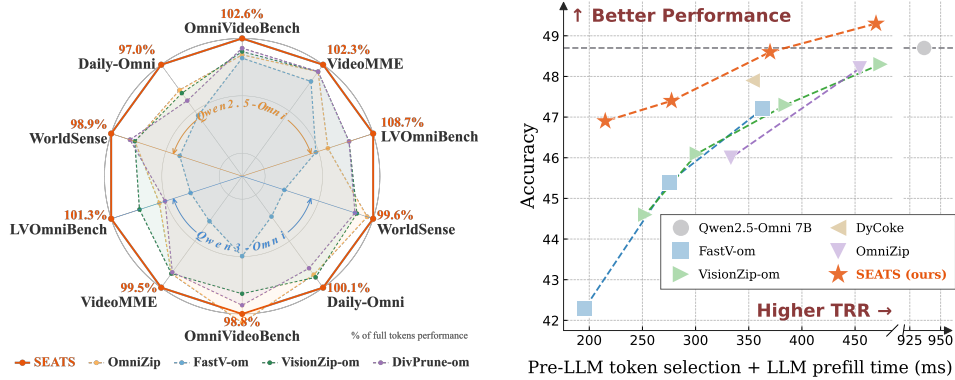 102.6%
OmniVideoBench
97.0%
Daily-Omni
102.3%
VideoMME
98.9%
WorldSense
108.7%
LVOmniBench
Qwen2.5-Omni
101.3%
LVOmniBench
99.6%
WorldSense
Qwen3-Omni
99.5%
VideoMME
100.1%
Daily-Omni
98.8%
OmniVideoBench
% of full tokens performance
SEATS
OmniZip
FastV-om
VisionZip-om
DivPrune-om
↑ Better Performance
Accuracy
49
48
47
46
45
44
43
42
Qwen2.5-Omni 7B
FastV-om
VisionZip-om
DyCoke
OmniZip
SEATS (ours)
Higher TRR →
200 250 300 350 400 450 925 950
Pre-LLM token selection + LLM prefill time (ms)